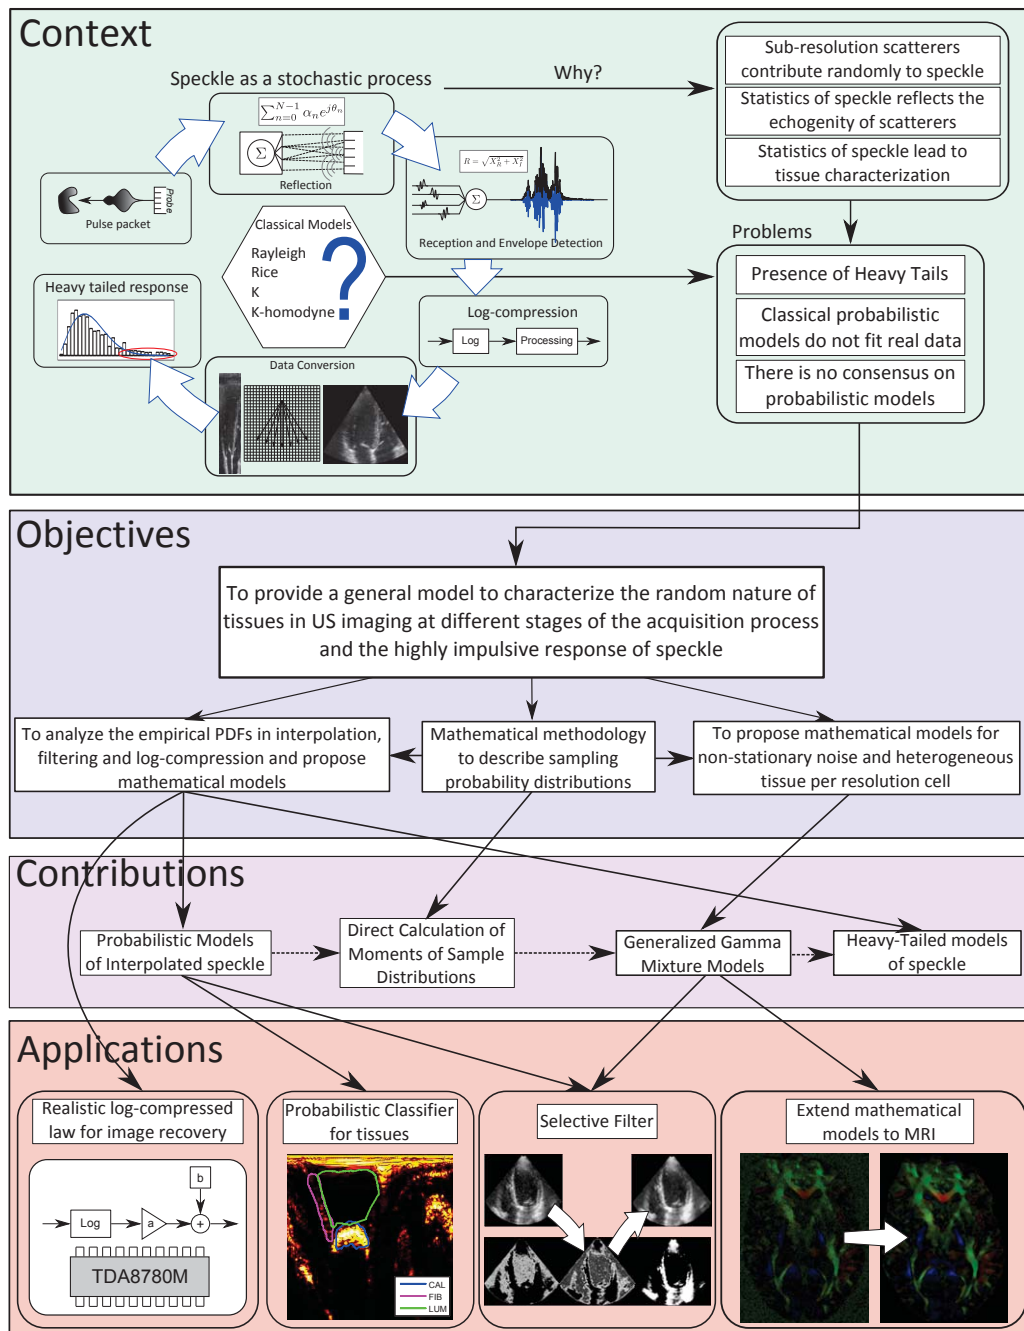 Context
Speckle as a stochastic process
Why?
Sub-resolution scatterers
contribute randomly to speckle
Statistics of speckle reflects the
echogenity of scatterers
Statistics of speckle lead to
tissue characterization
∑_{n=0}^{N−1} α_n e^{jθ_n}
Σ
Reflection
R = √(X_R^2 + X_I^2)
Σ
Reception and Envelope Detection
Probe
Pulse packet
Classical Models
Rayleigh
Rice
K
K-homodyne
?
Problems
Presence of Heavy Tails
Classical probabilistic
models do not fit real data
There is no consensus on
probabilistic models
Heavy tailed response
Log-compression
Log
Processing
Data Conversion
Objectives
To provide a general model to characterize the random nature of
tissues in US imaging at different stages of the acquisition process
and the highly impulsive response of speckle
To analyze the empirical PDFs in interpolation,
filtering and log-compression and propose
mathematical models
Mathematical methodology
to describe sampling
probability distributions
To propose mathematical models for
non-stationary noise and heterogeneous
tissue per resolution cell
Contributions
Probabilistic Models
of Interpolated speckle
Direct Calculation of
Moments of Sample
Distributions
Generalized Gamma
Mixture Models
Heavy-Tailed models
of speckle
Applications
Realistic log-compressed
law for image recovery
b
Log
a
+
TDA8780M
Probabilistic Classifier
for tissues
CAL
FIB
LUM
Selective Filter
Extend mathematical
models to MRI